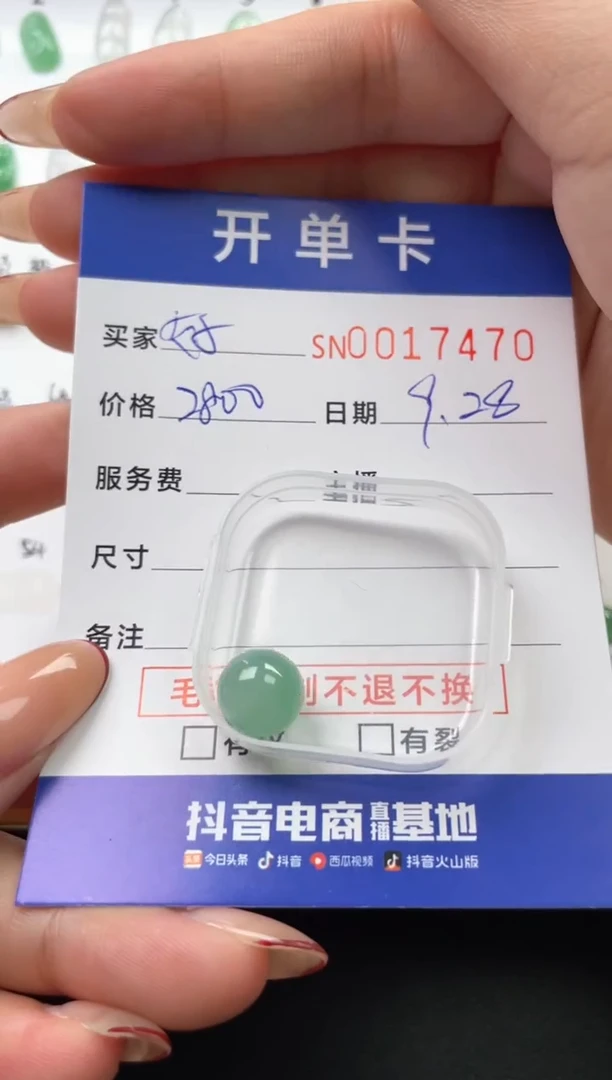 开单卡
买家 SN0017470
价格 2800 日期 9.28
服务费
尺寸
备注
不退不换
有裂
抖音电商直播基地
今日头条 抖音 西瓜视频 抖音火山版